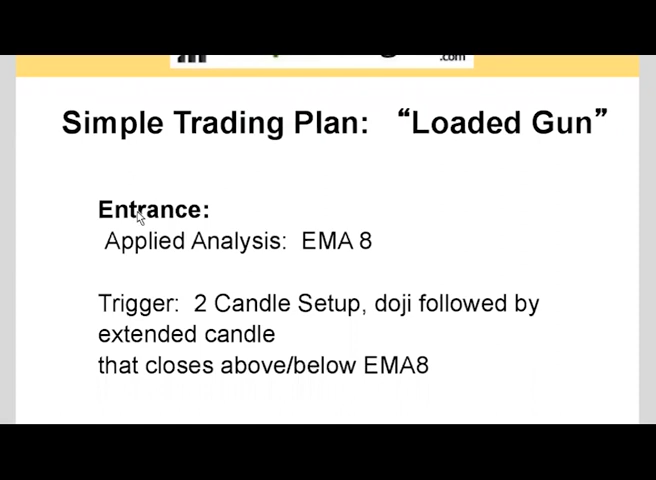 .com
Simple Trading Plan: “Loaded Gun”
Entrance:
Applied Analysis: EMA 8
Trigger: 2 Candle Setup, doji followed by
extended candle
that closes above/below EMA8